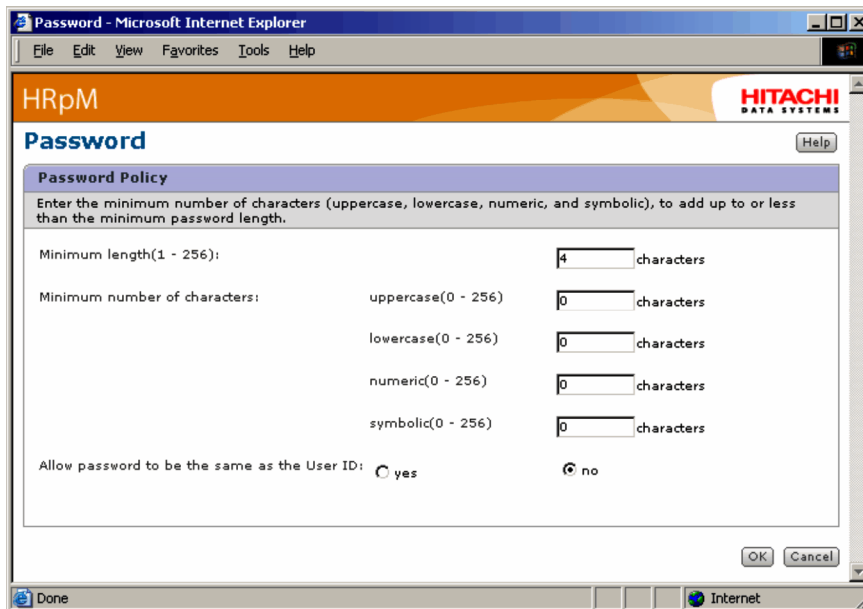 Password - Microsoft Internet Explorer
File Edit View Favorites Tools Help
HRpM
HITACHI
DATA SYSTEMS
Password
Help
Password Policy
Enter the minimum number of characters (uppercase, lowercase, numeric, and symbolic), to add up to or less
than the minimum password length.
Minimum length(1 - 256): 4 characters
Minimum number of characters: uppercase(0 - 256) 0 characters
lowercase(0 - 256) 0 characters
numeric(0 - 256) 0 characters
symbolic(0 - 256) 0 characters
Allow password to be the same as the User ID: yes no
OK Cancel
Done Internet